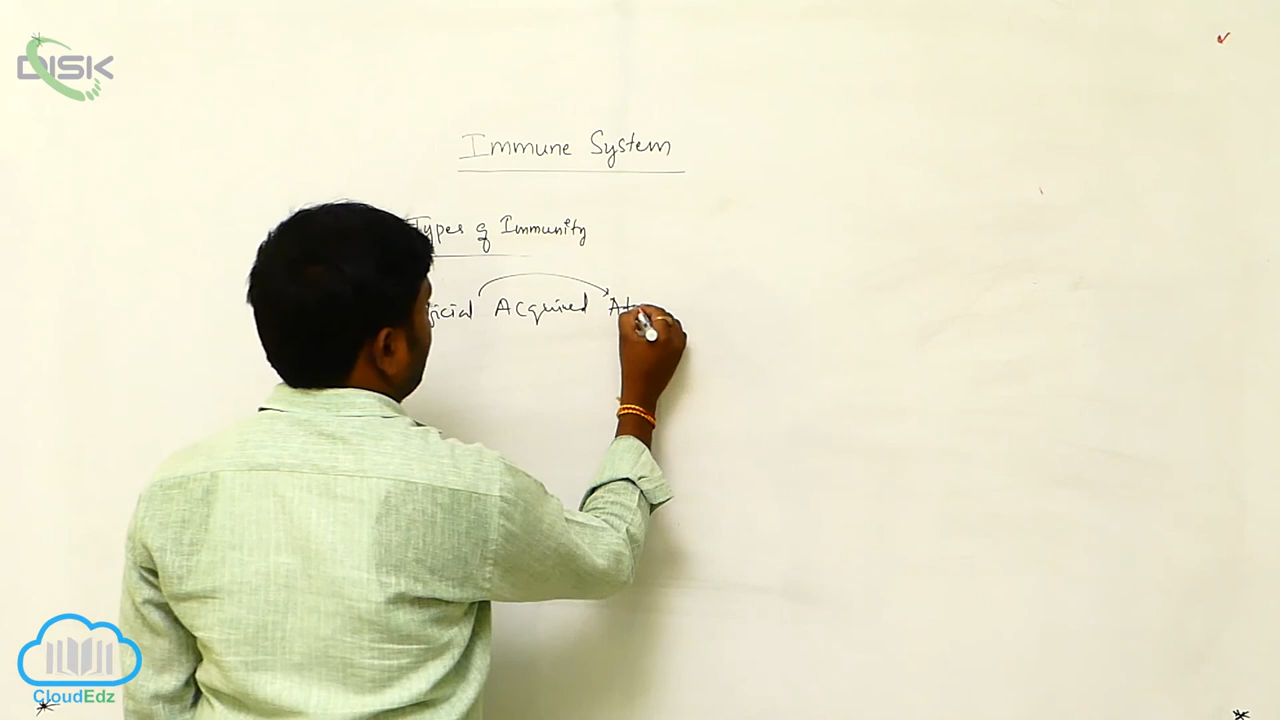 DISK
Immune System
Types of Immunity
Acquired
CloudEdz